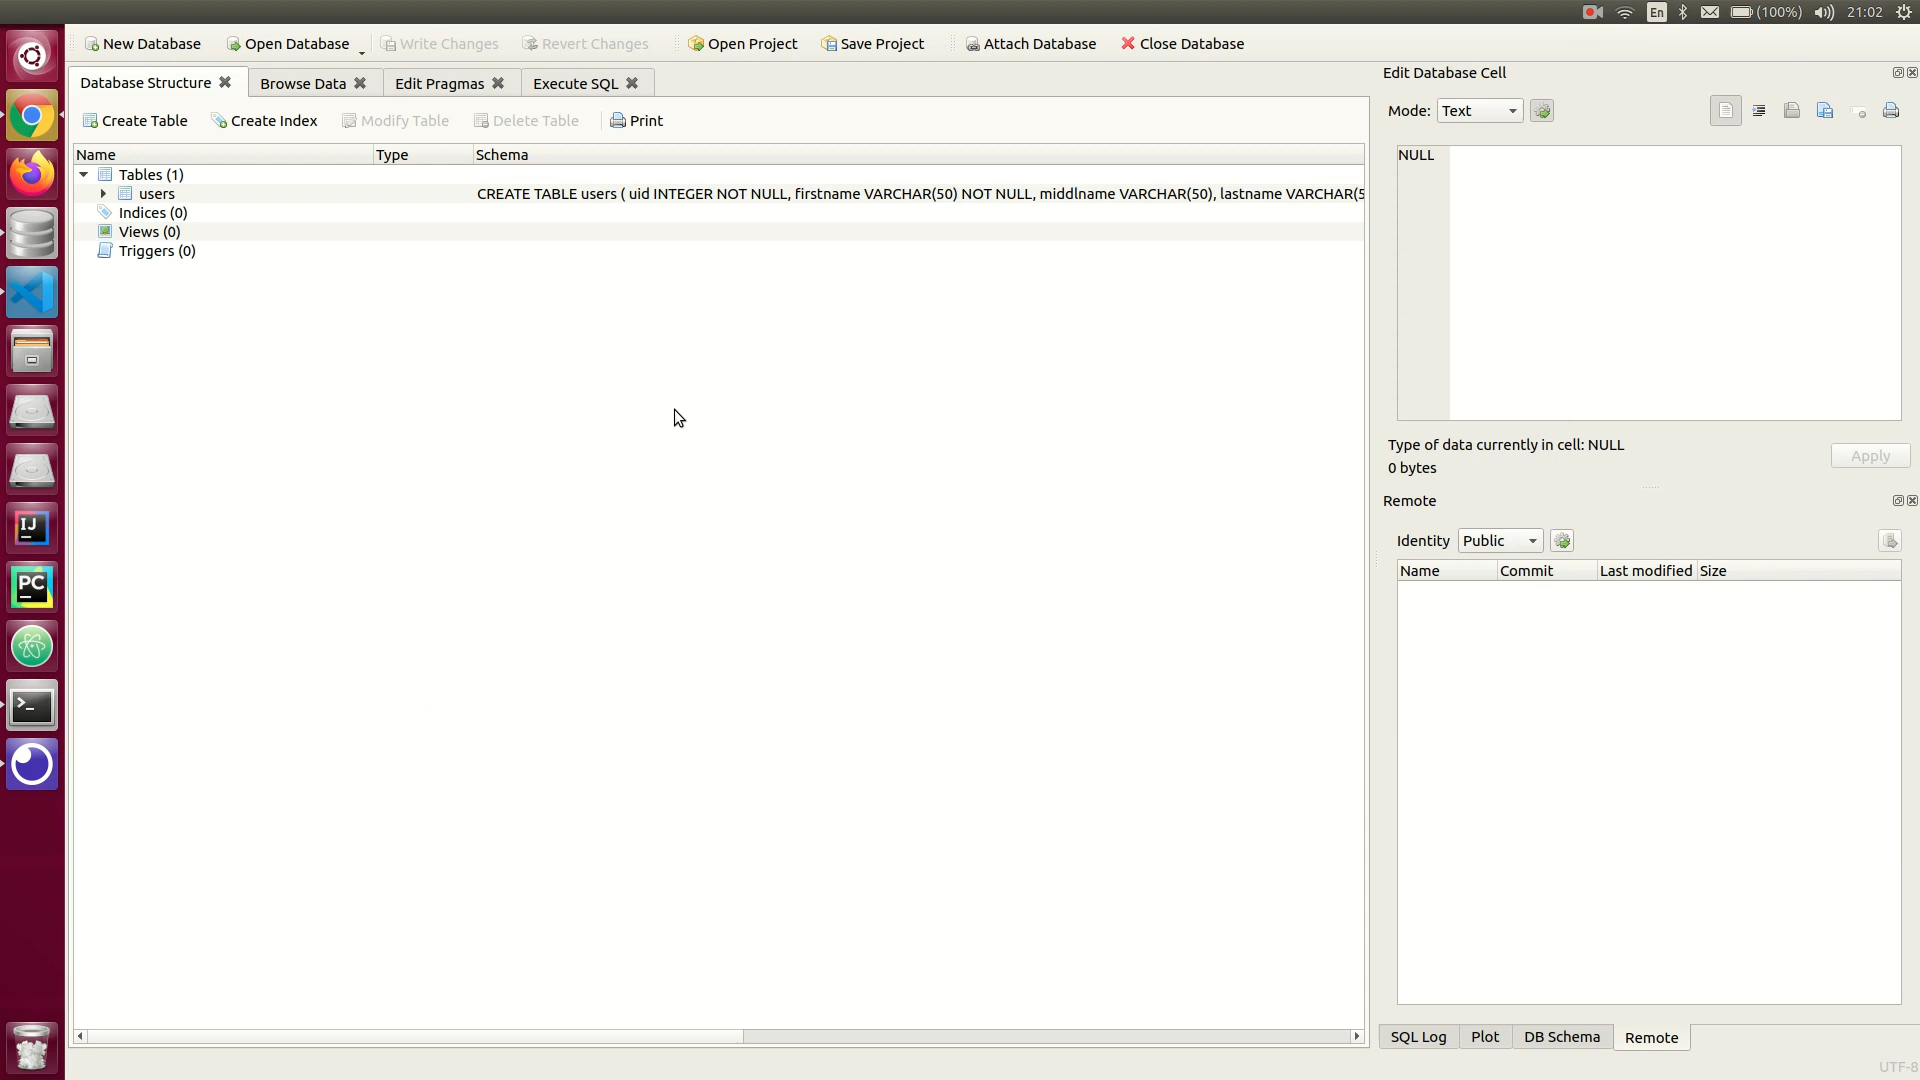 En (100%) 21:02
New Database Open Database Write Changes Revert Changes Open Project Save Project Attach Database Close Database
Database Structure Browse Data Edit Pragmas Execute SQL
Create Table Create Index Modify Table Delete Table Print
Name Type Schema
Tables (1)
users CREATE TABLE users ( uid INTEGER NOT NULL, firstname VARCHAR(50) NOT NULL, middlname VARCHAR(50), lastname VARCHAR(5
Indices (0)
Views (0)
Triggers (0)
Edit Database Cell
Mode: Text
NULL
Type of data currently in cell: NULL
0 bytes
Apply
Remote
Identity Public
Name Commit Last modified Size
SQL Log Plot DB Schema Remote
UTF-8
IJ
PC
>_